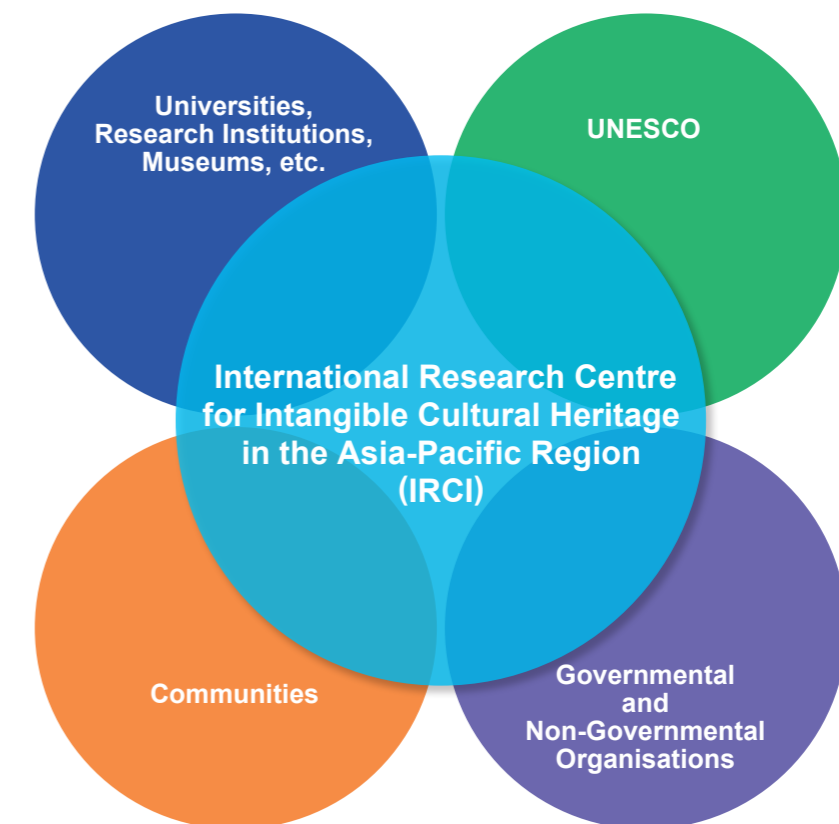 Universities,
Research Institutions,
Museums, etc.
UNESCO
International Research Centre
for Intangible Cultural Heritage
in the Asia-Pacific Region
(IRCI)
Communities
Governmental
and
Non-Governmental
Organisations